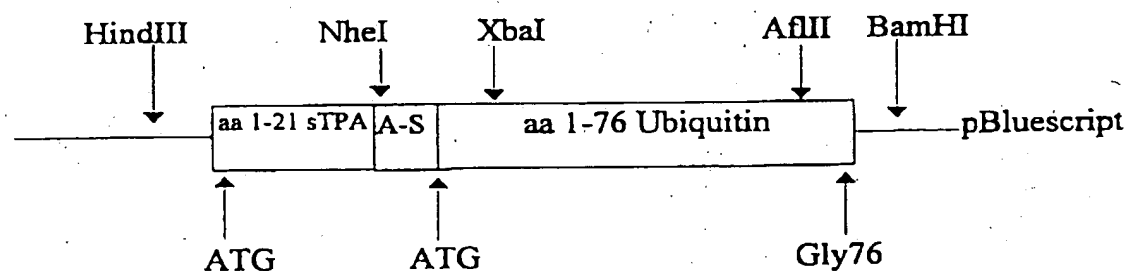 HindIII NheI XbaI AflII BamHI
aa 1-21 sTPA A-S aa 1-76 Ubiquitin pBluescript
ATG ATG Gly76